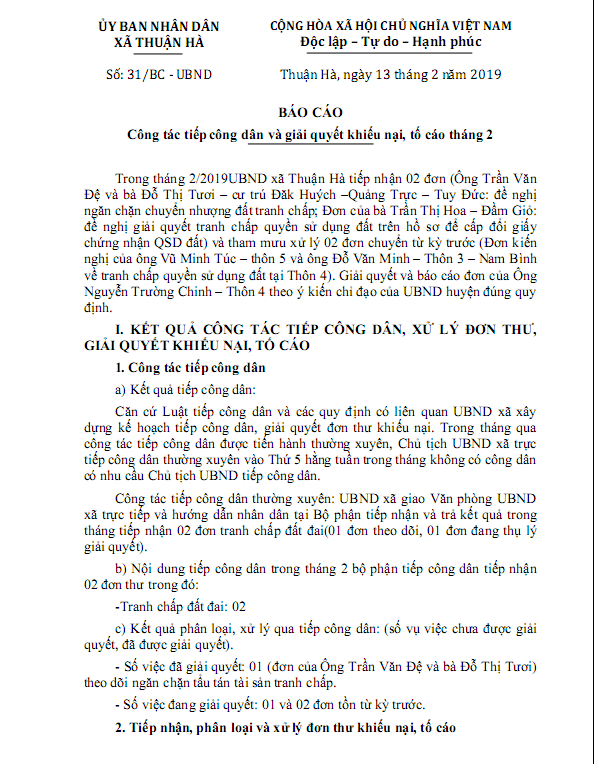 ỦY BAN NHÂN DÂN
XÃ THUẬN HÀ
CỘNG HÒA XÃ HỘI CHỦ NGHĨA VIỆT NAM
Độc lập – Tự do – Hạnh phúc
Số: 31/BC - UBND
Thuận Hà, ngày 13 tháng 2 năm 2019
BÁO CÁO
Công tác tiếp công dân và giải quyết khiếu nại, tố cáo tháng 2
Trong tháng 2/2019UBND xã Thuận Hà tiếp nhận 02 đơn (Ông Trần Văn
Đệ và bà Đỗ Thị Tươi – cư trú Đăk Huých –Quảng Trực – Tuy Đức: đề nghị
ngăn chặn chuyển nhượng đất tranh chấp; Đơn của bà Trần Thị Hoa – Đầm Giỏ:
đề nghị giải quyết tranh chấp quyền sử dụng đất trên hồ sơ đề cấp đổi giấy
chứng nhận QSD đất) và tham mưu xử lý 02 đơn chuyển từ kỳ trước (Đơn kiến
nghị của ông Vũ Minh Túc – thôn 5 và ông Đỗ Văn Minh – Thôn 3 – Nam Bình
về tranh chấp quyền sử dụng đất tại Thôn 4). Giải quyết và báo cáo đơn của Ông
Nguyễn Trường Chinh – Thôn 4 theo ý kiến chỉ đạo của UBND huyện đúng quy
định.
I. KẾT QUẢ CÔNG TÁC TIẾP CÔNG DÂN, XỬ LÝ ĐƠN THƯ,
GIẢI QUYẾT KHIẾU NẠI, TỐ CÁO
1. Công tác tiếp công dân
a) Kết quả tiếp công dân:
Căn cứ Luật tiếp công dân và các quy định có liên quan UBND xã xây
dựng kế hoạch tiếp công dân, giải quyết đơn thư khiếu nại. Trong tháng qua
công tác tiếp công dân được tiến hành thường xuyên, Chủ tịch UBND xã trực
tiếp công dân thường xuyên vào Thứ 5 hằng tuần trong tháng không có công dân
có nhu cầu Chủ tịch UBND tiếp công dân.
Công tác tiếp công dân thường xuyên: UBND xã giao Văn phòng UBND
xã trực tiếp và hướng dẫn nhân dân tại Bộ phận tiếp nhận và trả kết quả trong
tháng tiếp nhận 02 đơn tranh chấp đất đai(01 đơn theo dõi, 01 đơn đang thụ lý
giải quyết).
b) Nội dung tiếp công dân trong tháng 2 bộ phận tiếp công dân tiếp nhận
02 đơn thư trong đó:
-Tranh chấp đất đai: 02
c) Kết quả phân loại, xử lý qua tiếp công dân: (số vụ việc chưa được giải
quyết, đã được giải quyết).
- Số việc đã giải quyết: 01 (đơn của Ông Trần Văn Đệ và bà Đỗ Thị Tươi)
theo dõi ngăn chặn tẩu tán tài sản tranh chấp.
- Số việc đang giải quyết: 01 và 02 đơn tồn từ kỳ trước.
2. Tiếp nhận, phân loại và xử lý đơn thư khiếu nại, tố cáo